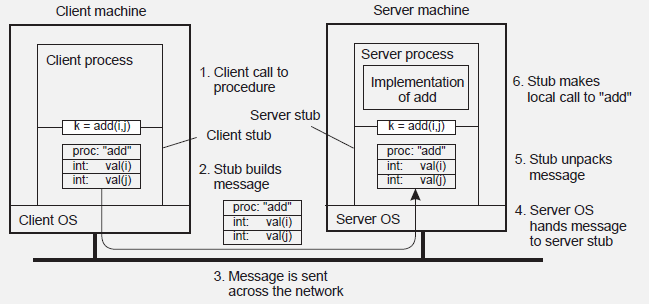 Client machine
Server machine
Client process
Server process
1. Client call to
procedure
Implementation
of add
6. Stub makes
local call to "add"
Server stub
k = add(i,j)
k = add(i,j)
Client stub
proc: "add"
int: val(i)
int: val(j)
proc: "add"
int: val(i)
int: val(j)
2. Stub builds
message
5. Stub unpacks
message
proc: "add"
int: val(i)
int: val(j)
4. Server OS
hands message
to server stub
Client OS
Server OS
3. Message is sent
across the network